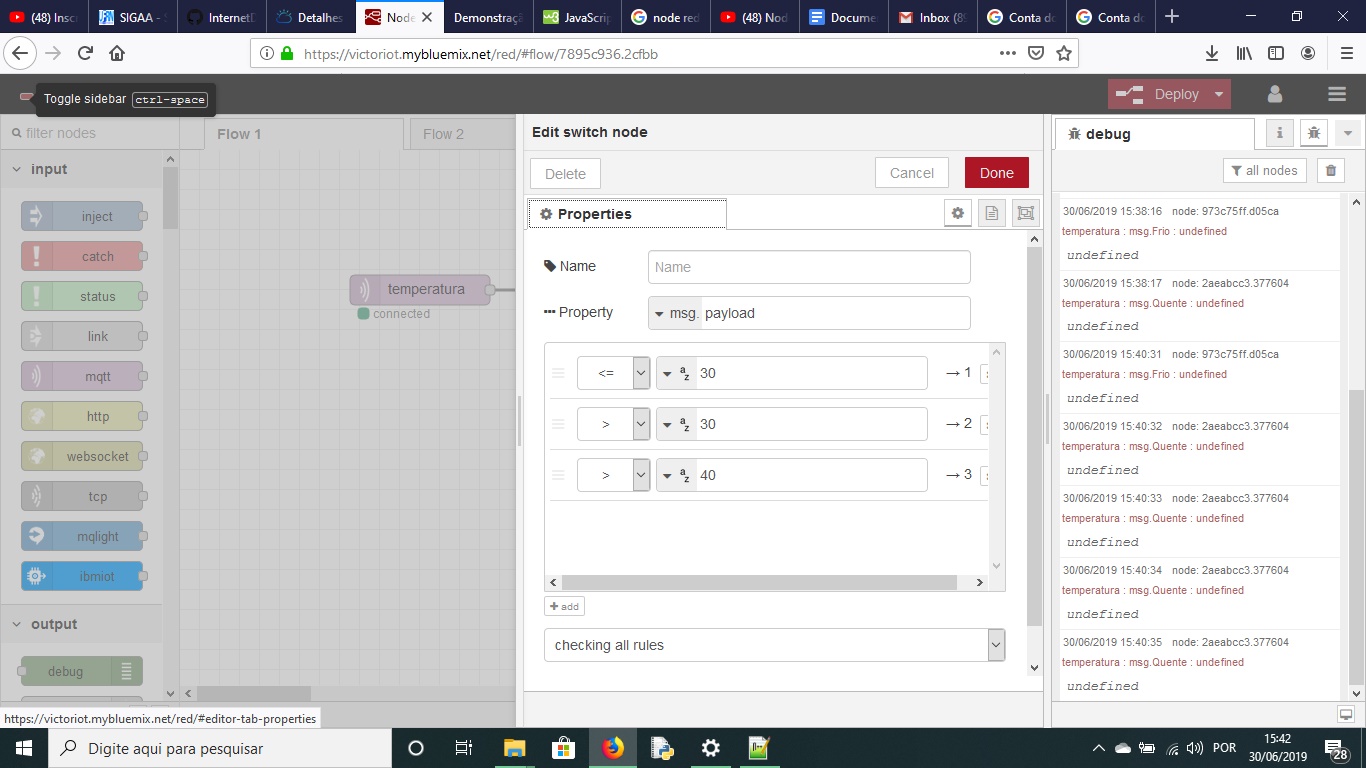 (48) Inscr
SIGAA - S
InternetD
Detalhes
Node
Demonstraçã
JavaScrip
node red
(48) Nod
Docume
Inbox (89
Conta do
Conta do
https://victoriot.mybluemix.net/red/#flow/7895c936.2cfbb
Toggle sidebar ctrl-space
Deploy
filter nodes
Flow 1
Flow 2
input
inject
catch
status
link
mqtt
http
websocket
tcp
mqlight
ibmiot
output
debug
temperatura
connected
Edit switch node
Delete
Cancel
Done
Properties
Name
Name
Property
msg. payload
<= az 30 → 1
> az 30 → 2
> az 40 → 3
add
checking all rules
debug
i
all nodes
30/06/2019 15:38:16 node: 973c75ff.d05ca
temperatura : msg.Frio : undefined
undefined
30/06/2019 15:38:17 node: 2aeabcc3.377604
temperatura : msg.Quente : undefined
undefined
30/06/2019 15:40:31 node: 973c75ff.d05ca
temperatura : msg.Frio : undefined
undefined
30/06/2019 15:40:32 node: 2aeabcc3.377604
temperatura : msg.Quente : undefined
undefined
30/06/2019 15:40:33 node: 2aeabcc3.377604
temperatura : msg.Quente : undefined
undefined
30/06/2019 15:40:34 node: 2aeabcc3.377604
temperatura : msg.Quente : undefined
undefined
30/06/2019 15:40:35 node: 2aeabcc3.377604
temperatura : msg.Quente : undefined
undefined
https://victoriot.mybluemix.net/red/#editor-tab-properties
Digite aqui para pesquisar
POR
15:42
30/06/2019
28